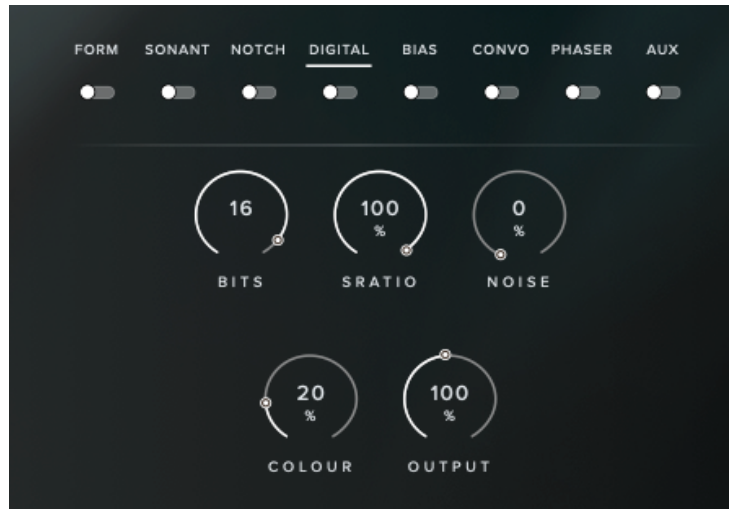 FORM SONANT NOTCH DIGITAL BIAS CONVO PHASER AUX
16 100 0
% %
BITS SRATIO NOISE
20 100
% %
COLOUR OUTPUT